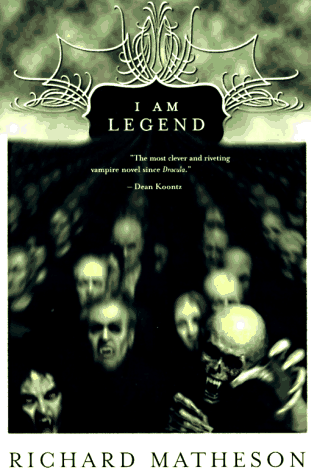 I AM
LEGEND
"The most clever and riveting
vampire novel since Dracula."
– Dean Koontz
RICHARD MATHESON